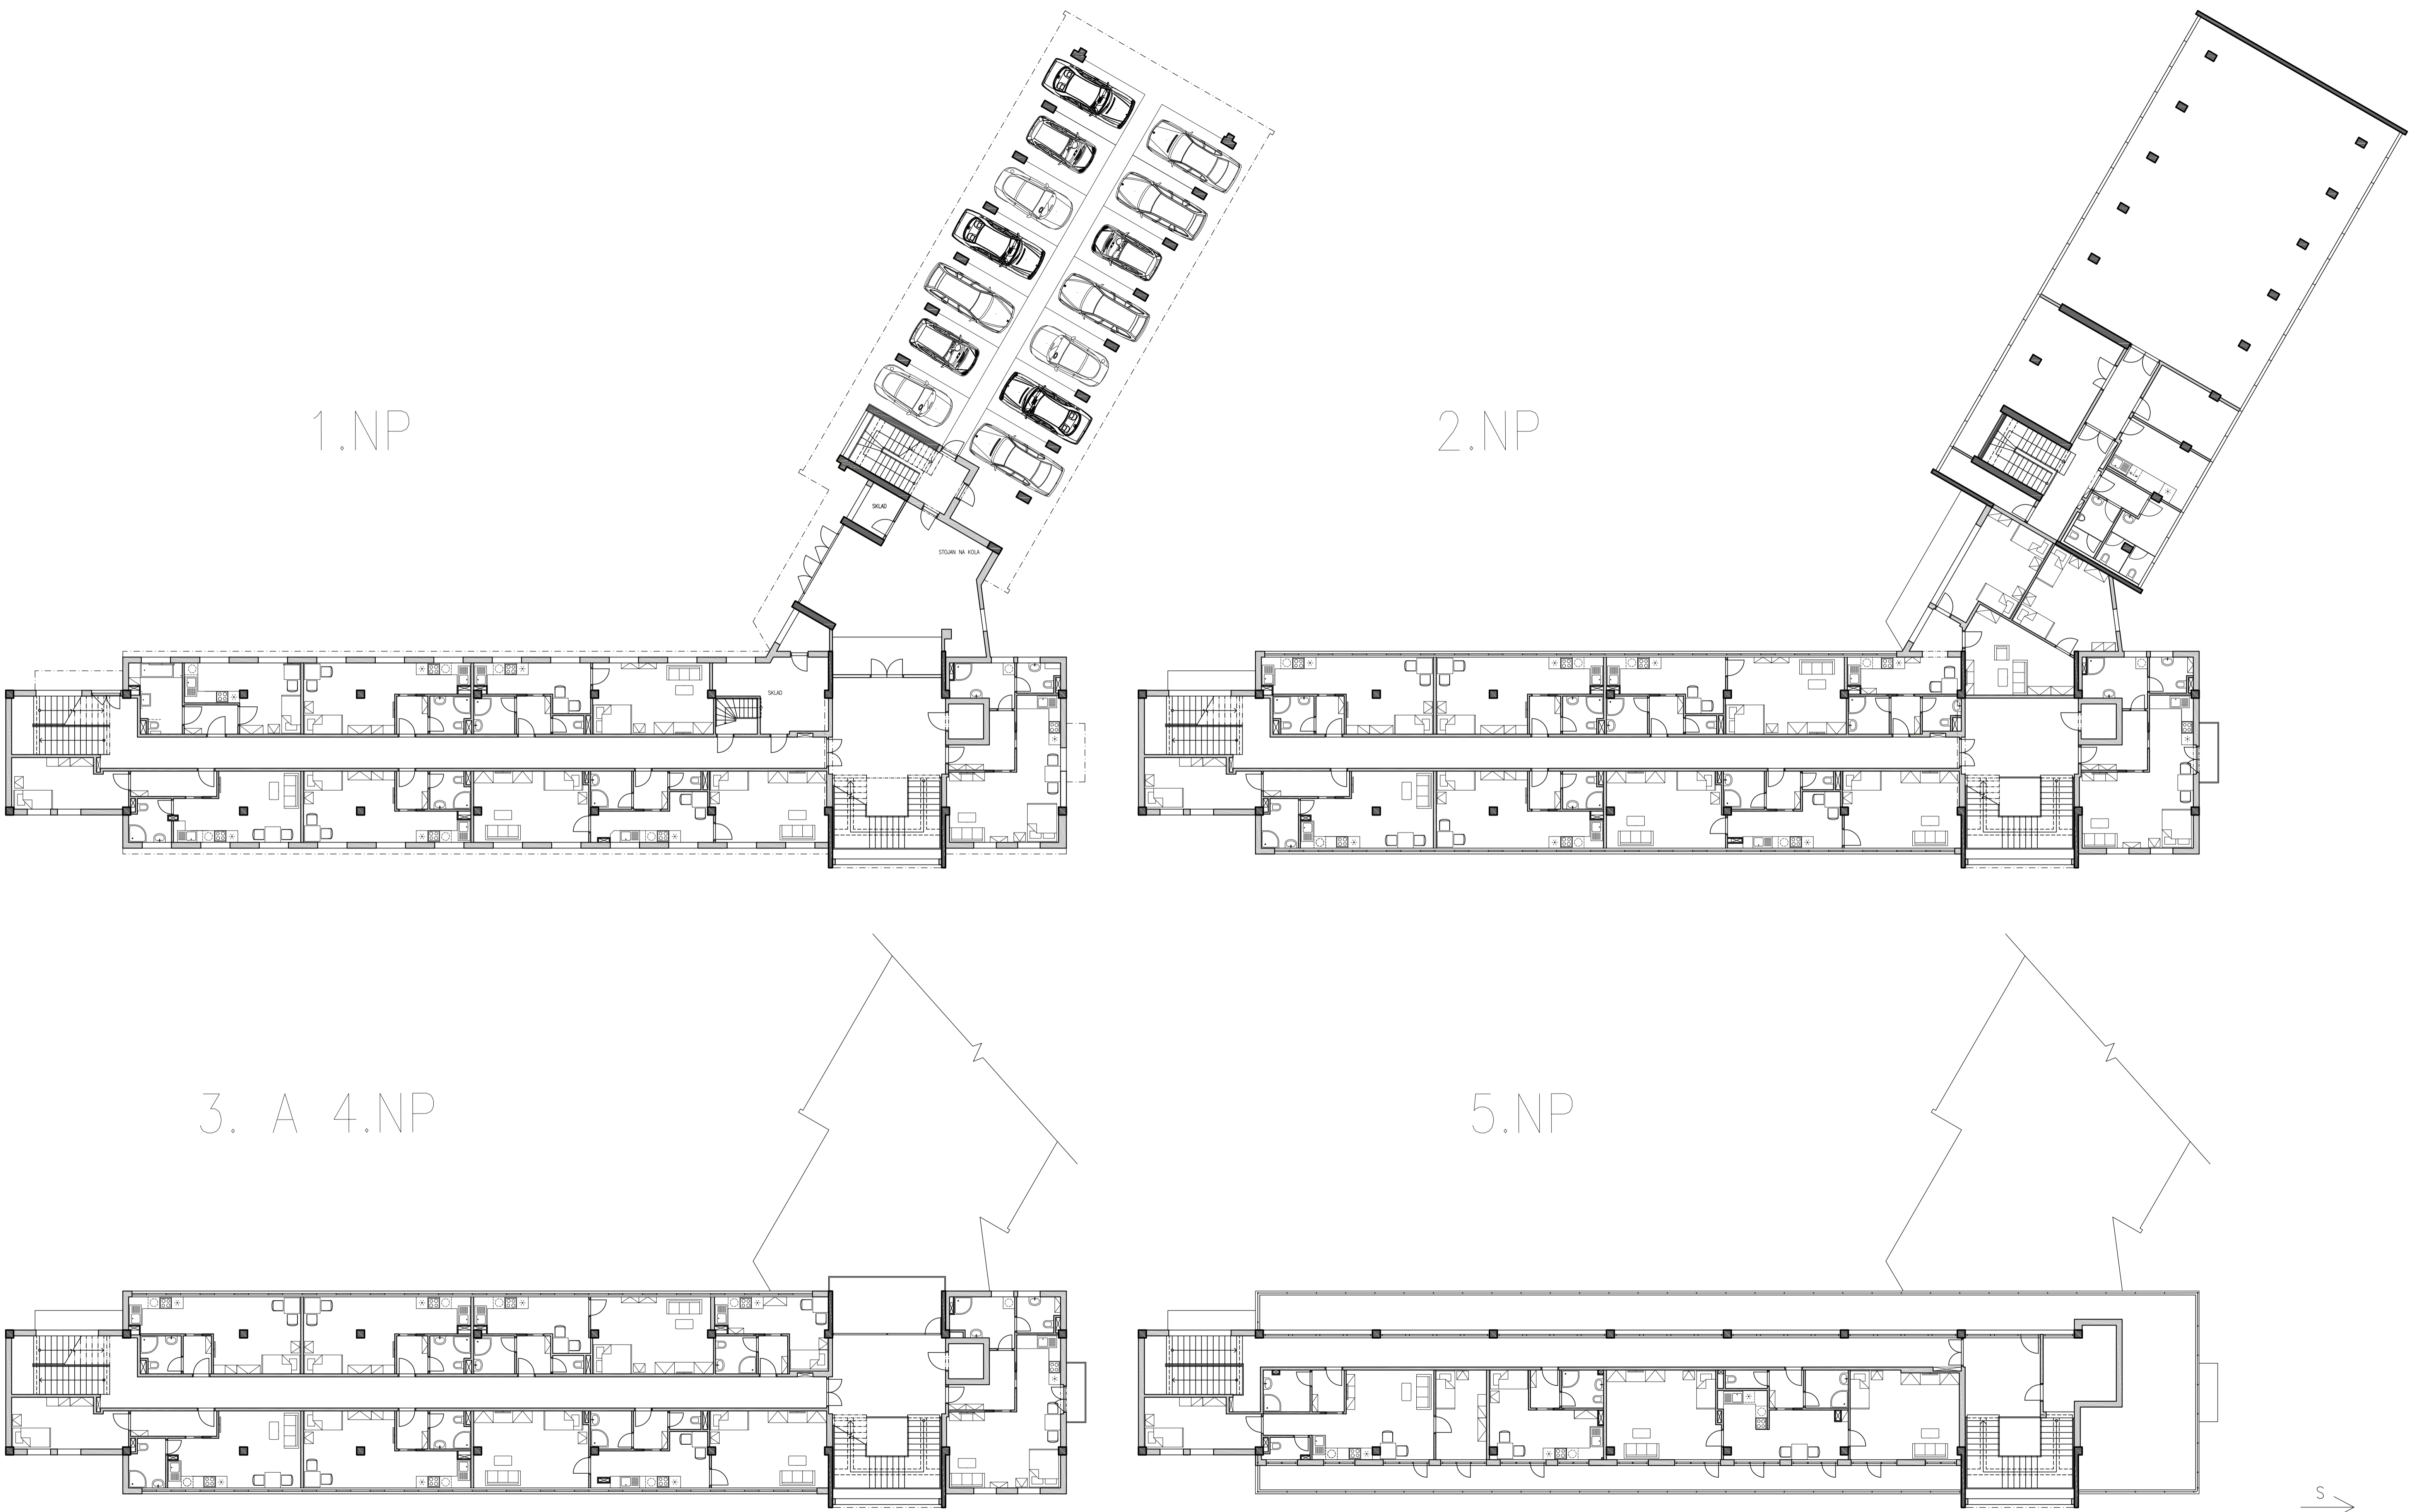 1.NP
2.NP
SKLAD
STOJAN NA KOLA
SKLAD
3. A 4.NP
5.NP
S